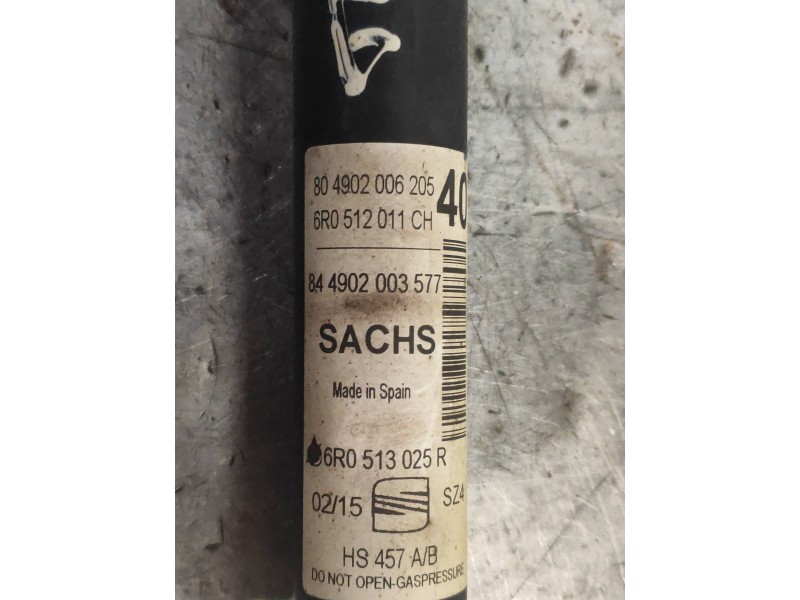 80 4902 006 205
40
6R0 512 011 CH
84 4902 003 577
SACHS
Made in Spain
6R0 513 025 R
02/15
SZ4
HS 457 A/B
DO NOT OPEN-GASPRESSURE